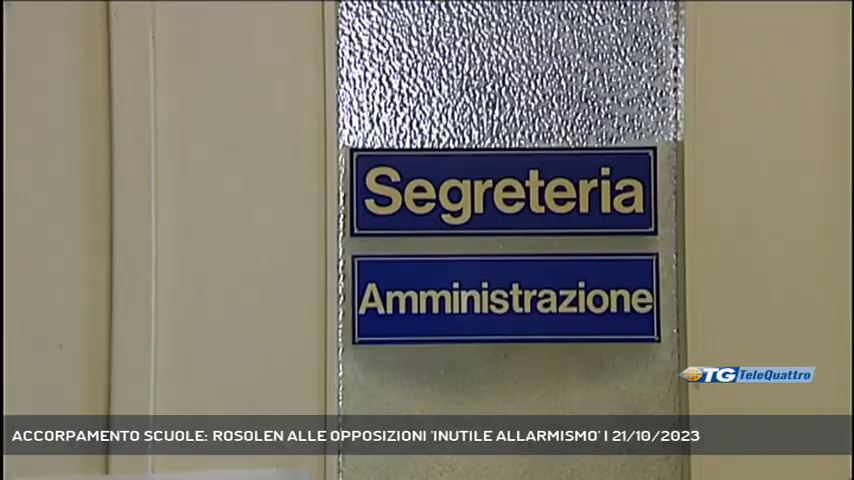 Segreteria
Amministrazione
TG TeleQuattro
ACCORPAMENTO SCUOLE: ROSOLEN ALLE OPPOSIZIONI 'INUTILE ALLARMISMO' | 21/10/2023